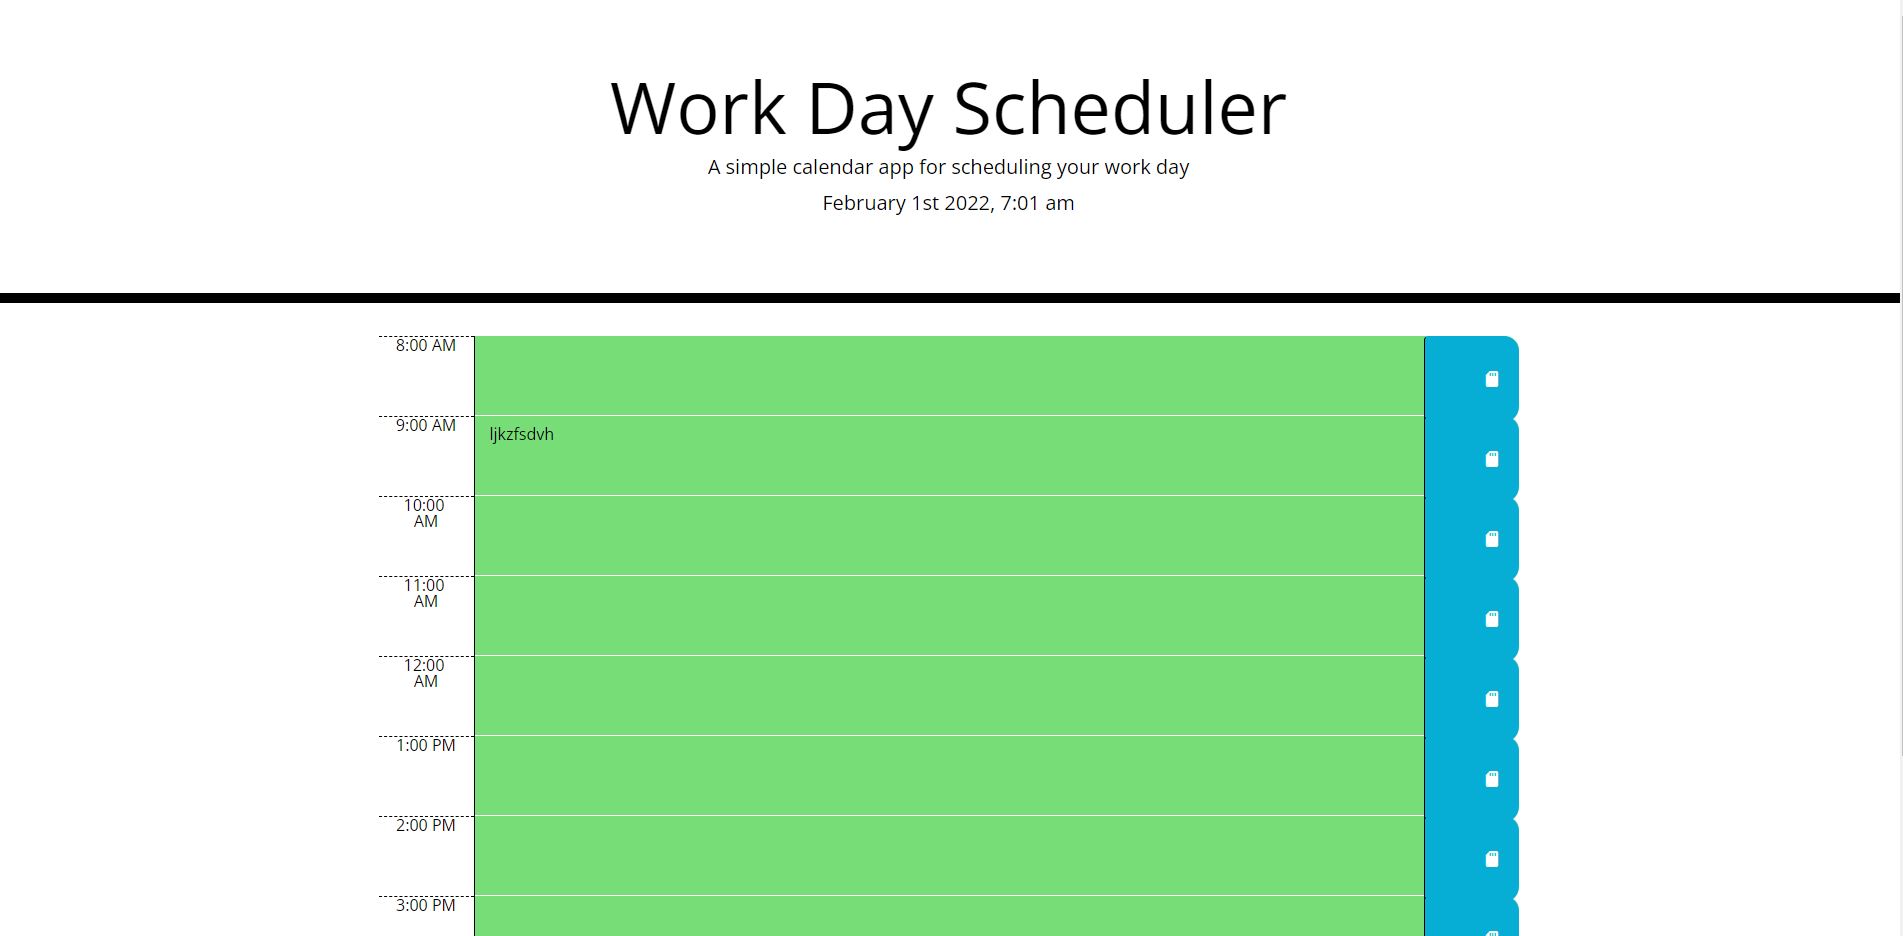 Work Day Scheduler
A simple calendar app for scheduling your work day
February 1st 2022, 7:01 am
8:00 AM
9:00 AM
ljkzfsdvh
10:00
AM
11:00
AM
12:00
AM
1:00 PM
2:00 PM
3:00 PM